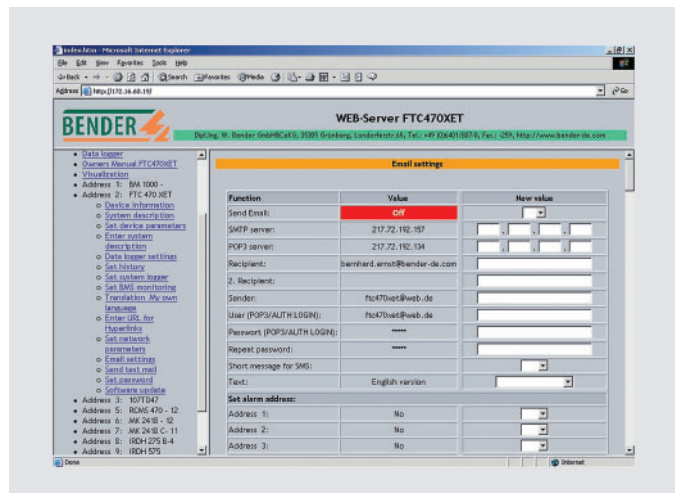 index.htm - Microsoft Internet Explorer
File Edit View Favorites Tools Help
Back Search Favorites Media
Address http://172.16.60.19/ Go
BENDER
WEB-Server FTC470XET
Dipl.Ing. W. Bender GmbH&Co.KG, 35305 Grünberg, Londorferstr.65, Tel.: +49 (0)6401/807-0, Fax.: -259, http://www.bender-de.com
Data logger
Owners Manual FTC470XET
Visualization
Address 1: BM 1000 -
Address 2: FTC 470 XET
Device Information
System description
Set device parameters
Enter system
description
Data logger settings
Set history
Set system logger
Set BMS monitoring
Translation My own
language
Enter URL for
Hyperlinks
Set network
parameters
Email settings
Send test mail
Set password
Software update
Address 3: 107TD47
Address 5: RCMS 470 - 12
Address 6: MK 2418 - 12
Address 7: MK 2418 C- 11
Address 8: IRDH 275 B-4
Address 9: IRDH 575
Email settings
Function Value New value
Send Email: Off
SMTP server: 217.72.192.157 . . .
POP3 server: 217.72.192.134 . . .
Recipient: bernhard.ernst@bender-de.com
2. Recipient:
Sender: ftc470xet@web.de
User (POP3/AUTH LOGIN): ftc470xet@web.de
Passwort (POP3/AUTH LOGIN): *****
Repeat password: *****
Short message for SMS:
Text: English version
Set alarm address:
Address 1: No
Address 2: No
Address 3: No
Done Internet